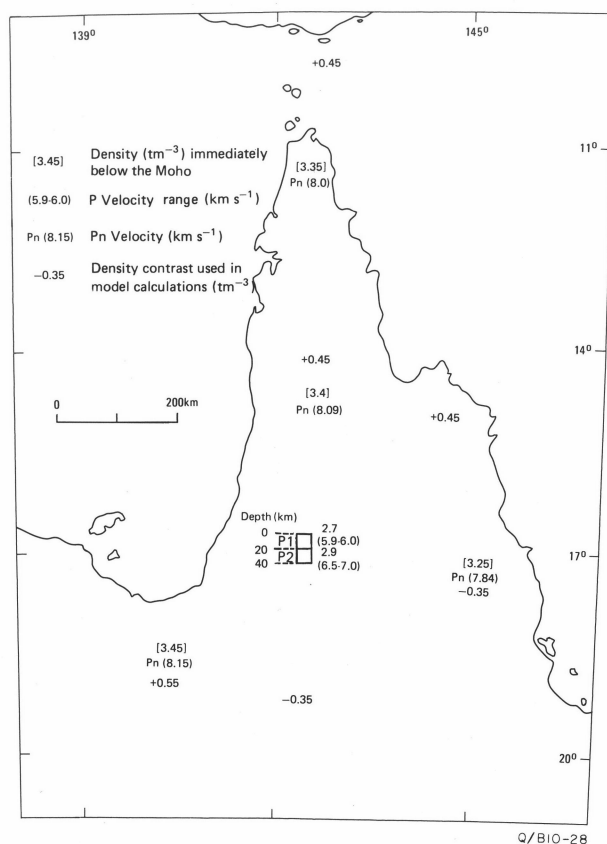 139⁰
145⁰
+0.45
11⁰
[3.45] Density (tm⁻³) immediately
below the Moho
[3.35]
Pn (8.0)
(5.9-6.0) P Velocity range (km s⁻¹)
Pn (8.15) Pn Velocity (km s⁻¹)
−0.35 Density contrast used in
model calculations (tm⁻³)
14⁰
+0.45
[3.4]
Pn (8.09)
+0.45
0 200km
Depth (km)
0 P1 2.7
(5.9-6.0)
20 P2 2.9
40 (6.5-7.0)
17⁰
[3.25]
Pn (7.84)
−0.35
[3.45]
Pn (8.15)
+0.55
−0.35
20⁰
Q/B10-28